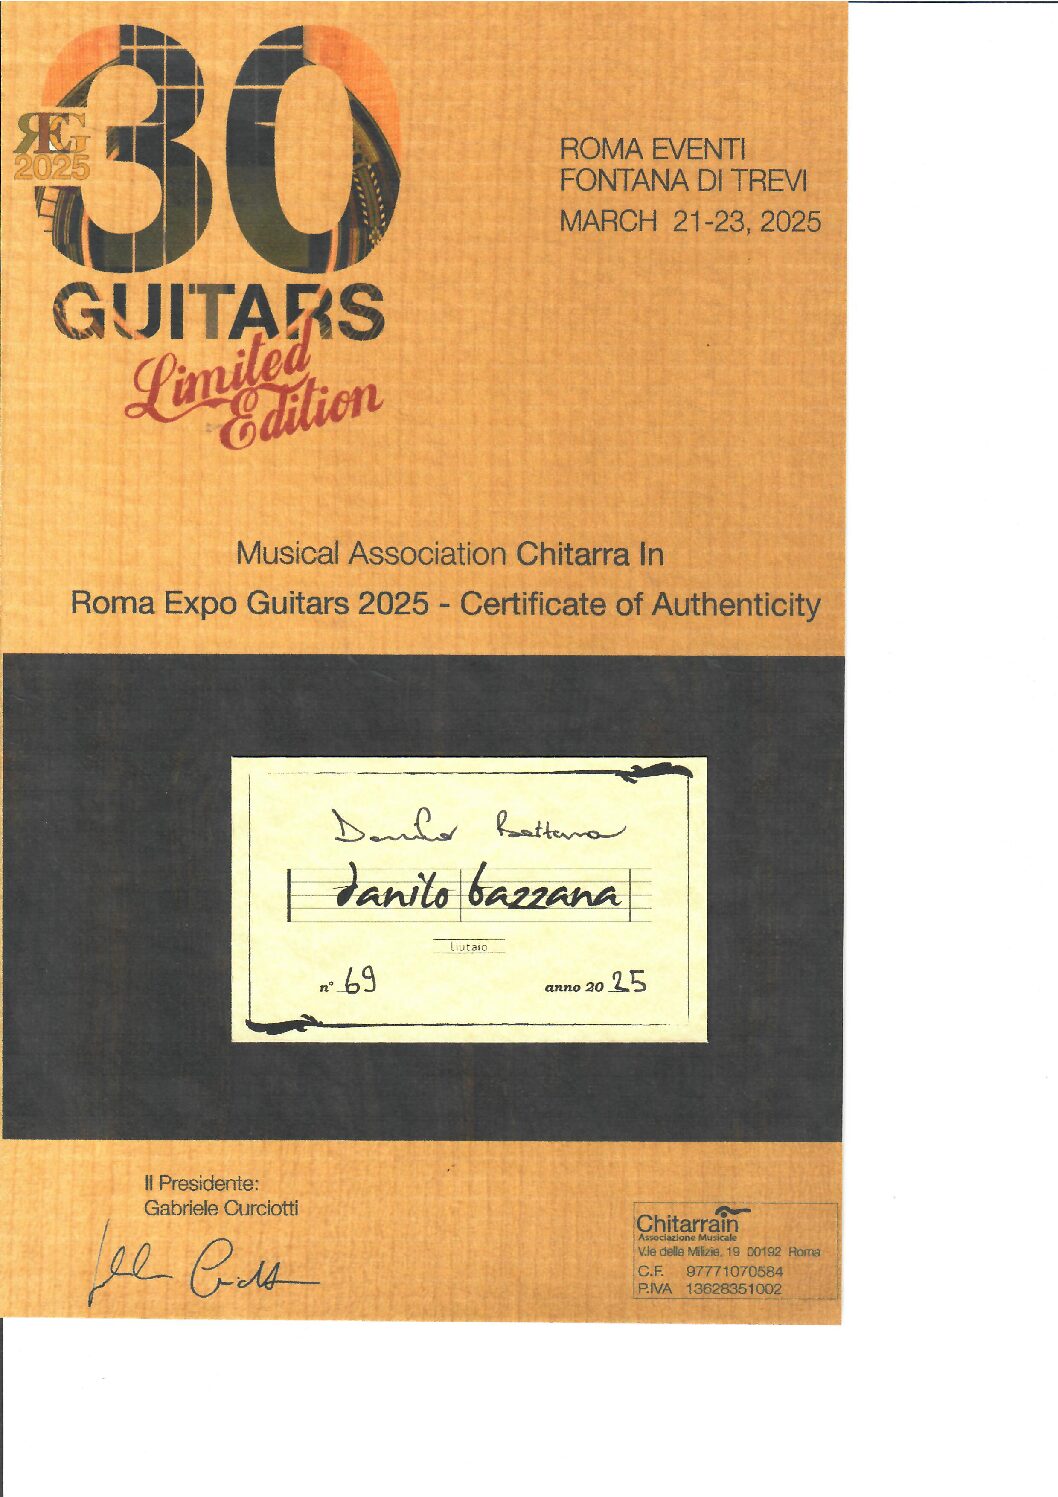 30
REG
2025
GUITARS
Limited
Edition
ROMA EVENTI
FONTANA DI TREVI
MARCH 21-23, 2025
Musical Association Chitarra In
Roma Expo Guitars 2025 - Certificate of Authenticity
danilo bazzana
liutaio
n° 69
anno 20 25
Il Presidente:
Gabriele Curciotti
Chitarrain
Associazione Musicale
V.le delle Milizie, 19 00192 Roma
C.F. 97771070584
P.IVA 13628351002